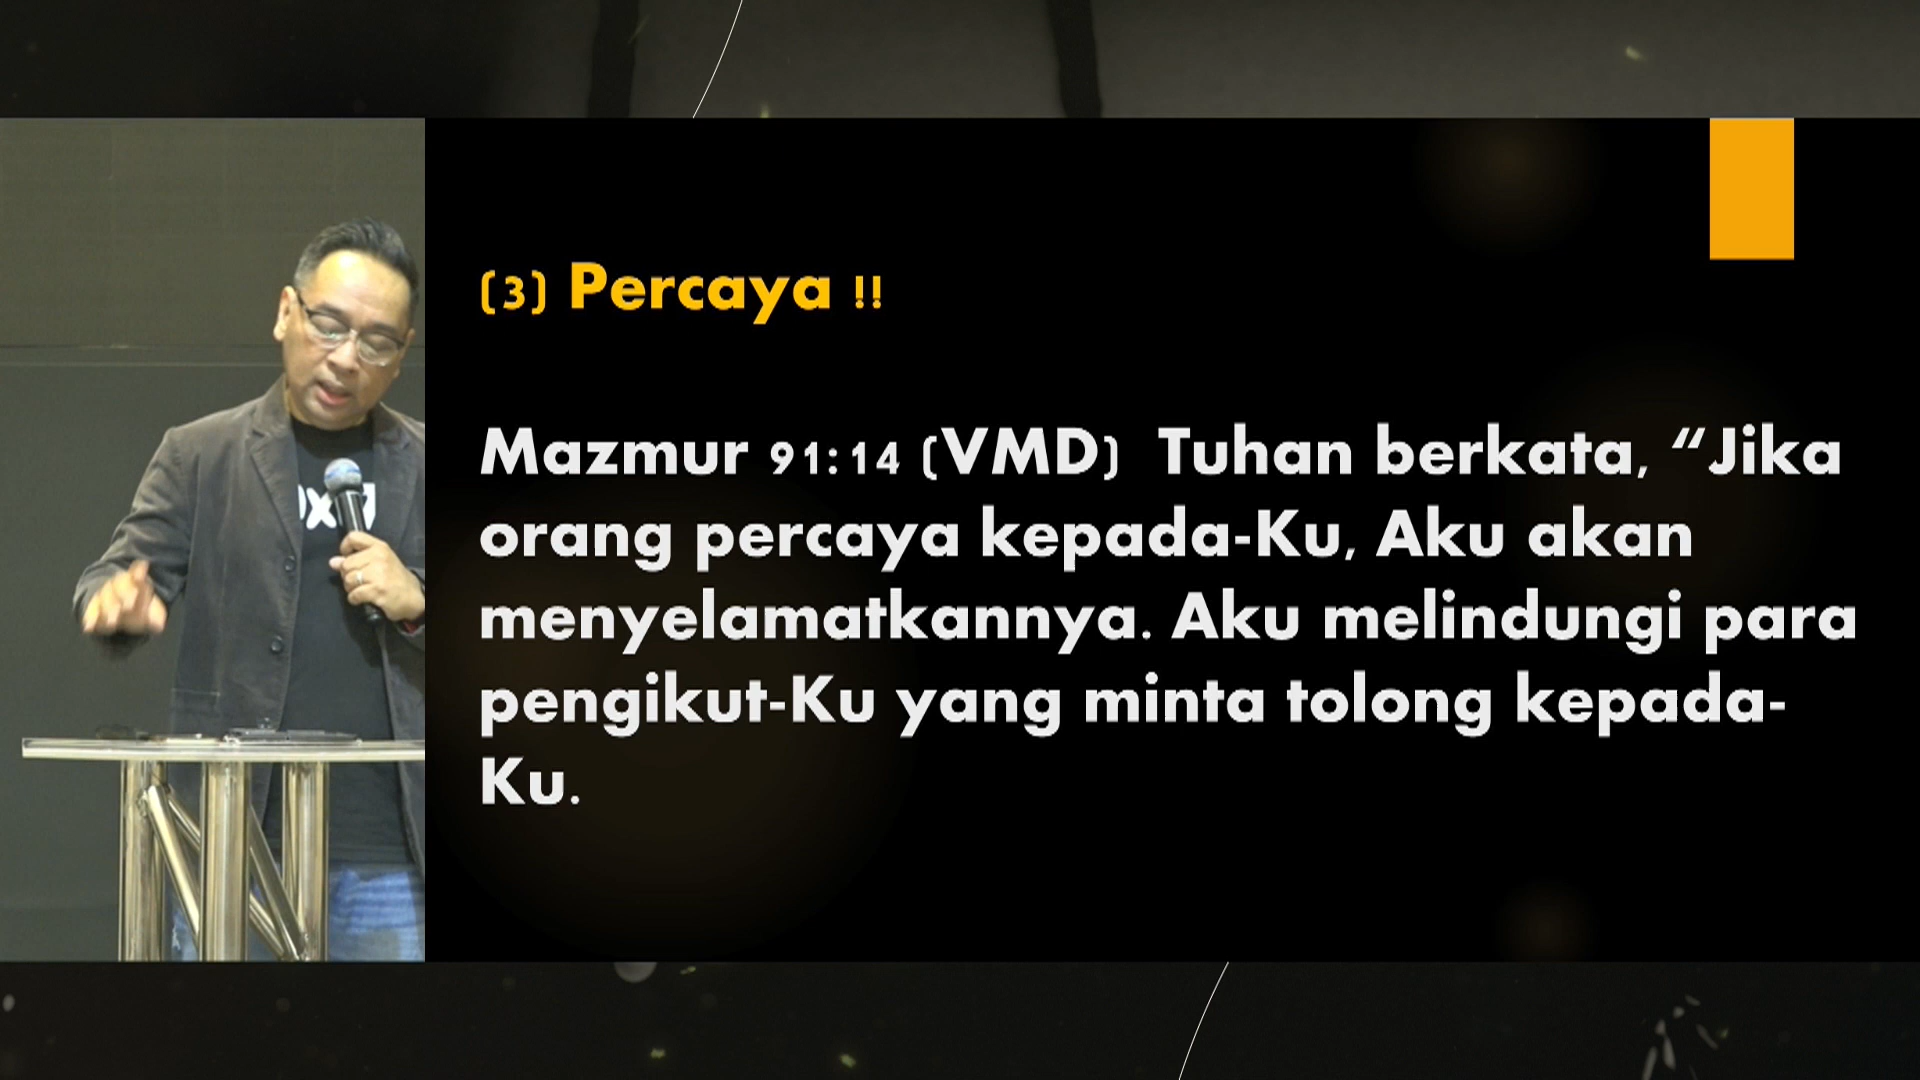 (3) Percaya !!
Mazmur 91:14 (VMD) Tuhan berkata, “Jika
orang percaya kepada-Ku, Aku akan
menyelamatkannya. Aku melindungi para
pengikut-Ku yang minta tolong kepada-
Ku.